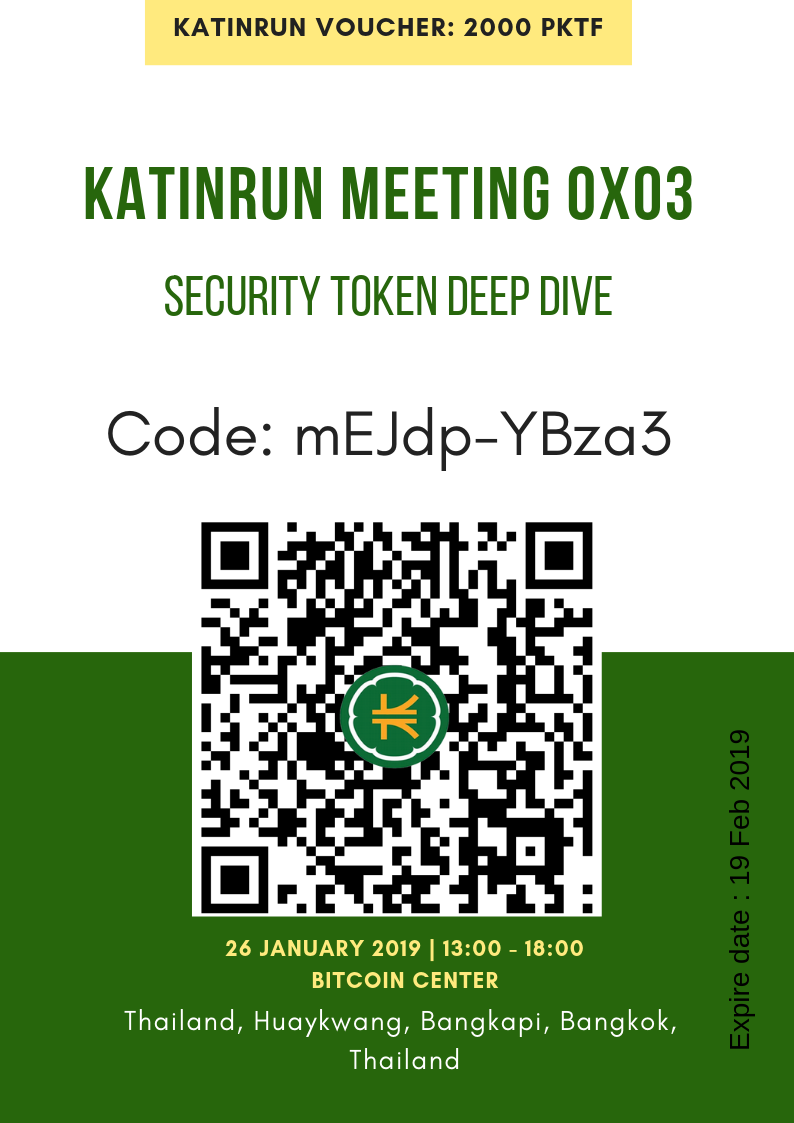 KATINRUN VOUCHER: 2000 PKTF
KATINRUN MEETING 0X03
SECURITY TOKEN DEEP DIVE
Code: mEJdp-YBza3
26 JANUARY 2019 | 13:00 - 18:00
BITCOIN CENTER
Thailand, Huaykwang, Bangkapi, Bangkok,
Thailand
Expire date : 19 Feb 2019